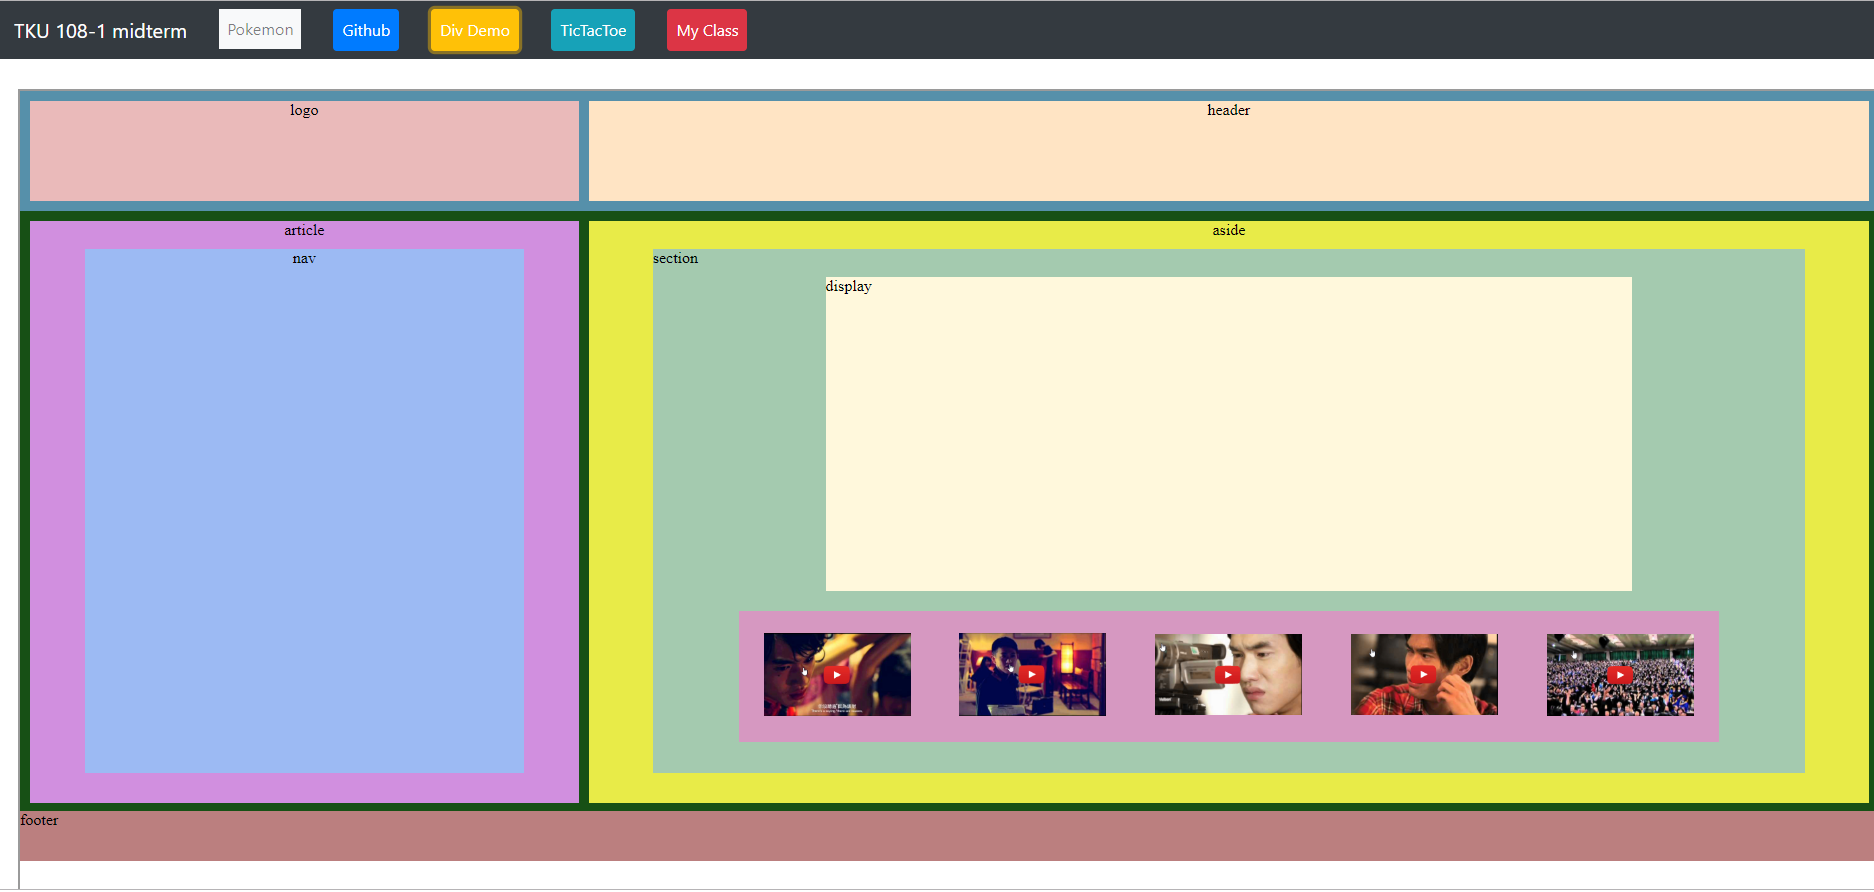 TKU 108-1 midterm Pokemon Github Div Demo TicTacToe My Class
logo
header
article
aside
nav
section
display
footer